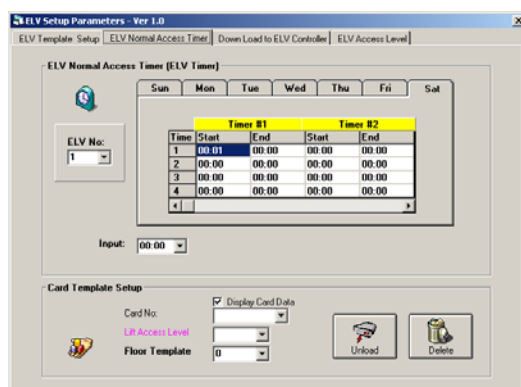 ELV Setup Parameters - Ver 1.0
ELV Template Setup ELV Normal Access Timer Down Load to ELV Controller ELV Access Level
ELV Normal Access Timer (ELV Timer)
Sun Mon Tue Wed Thu Fri Sat
Timer #1 Timer #2
Time Start End Start End
1 00:01 00:00 00:00 00:00
2 00:00 00:00 00:00 00:00
3 00:00 00:00 00:00 00:00
4 00:00 00:00 00:00 00:00
ELV No:
1
Input: 00:00
Card Template Setup
Display Card Data
Card No:
Lift Access Level
Floor Template 0
Unload Delete